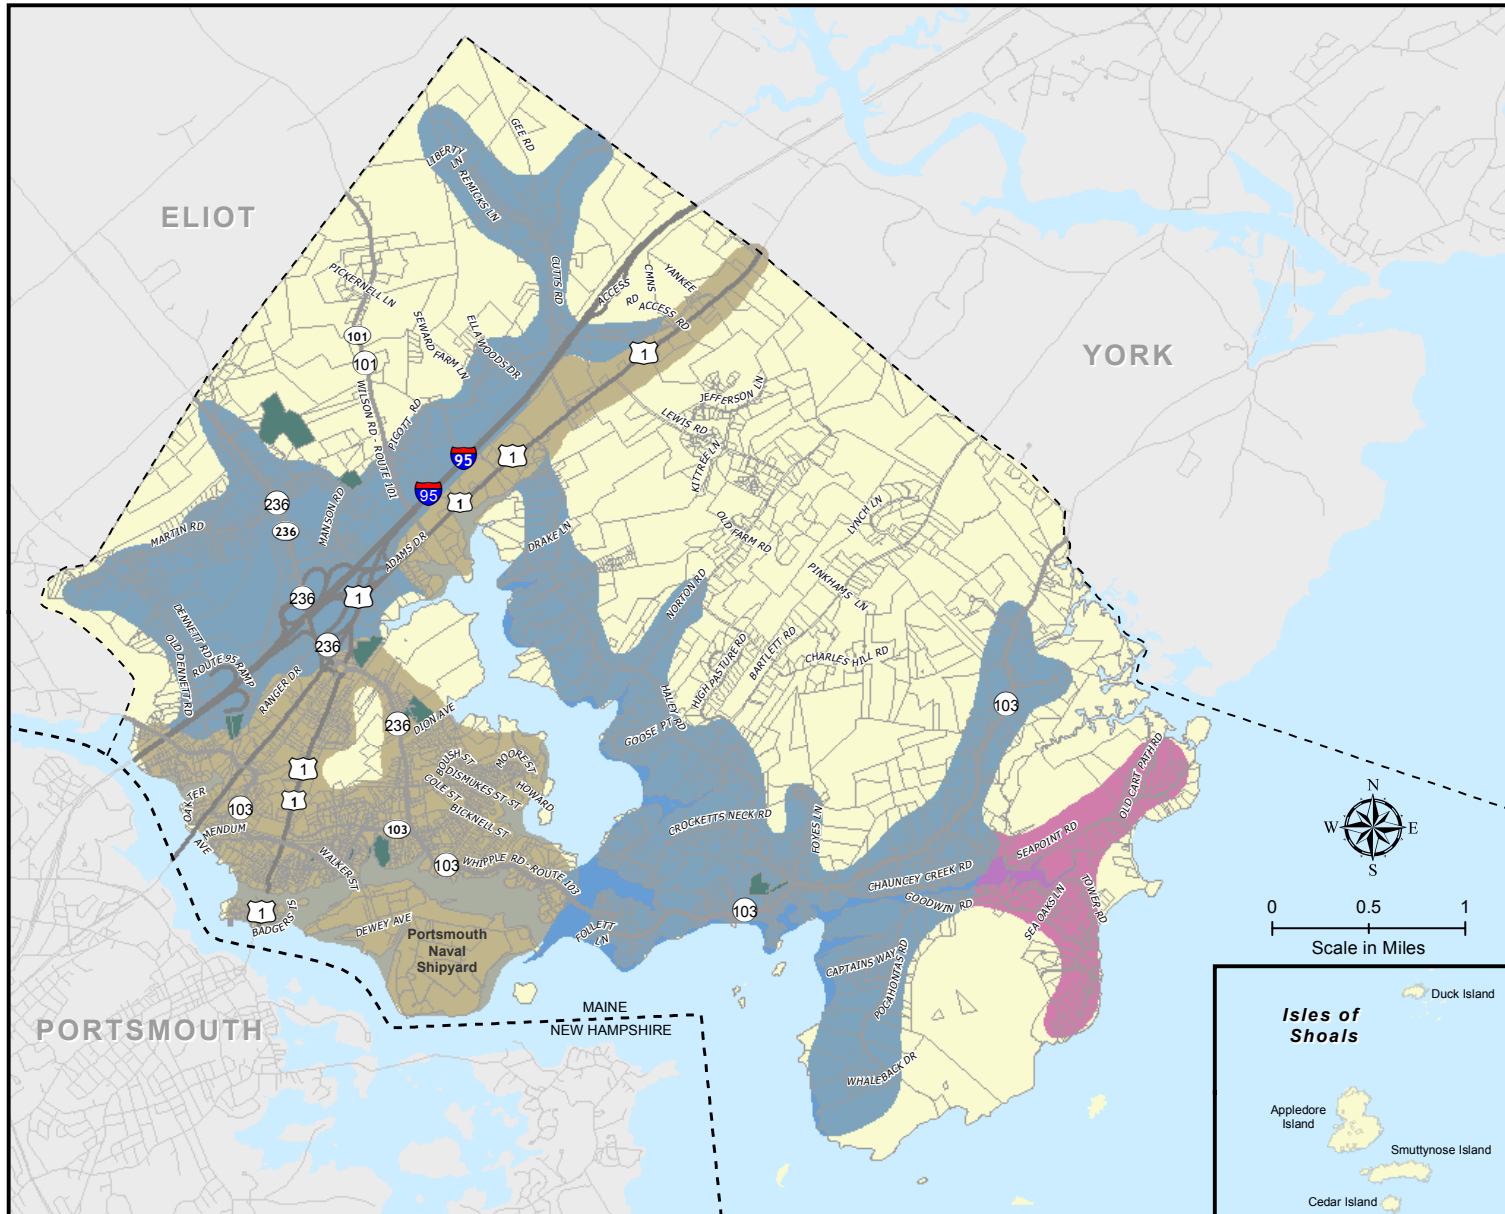 GEE RD
LIBERTY LN
REMICKS LN
ELIOT
CUTTS RD
ACCESS RD
CMNS
YANKEE
ACCESS RD
PICKERNELL LN
101
101
SEWARD FARM LN
ELLA WOODS DR
1
YORK
WILSON RD - ROUTE 101
PICOTT RD
JEFFERSON LN
LEWIS RD
KITTREE LN
95
1
95
1
236
236
MANSON RD
MARTIN RD
ADAMS DR
DRAKE LN
OLD FARM RD
LYNCH LN
PINKHAMS LN
NORTON RD
236
1
DENNETT RD
OLD DENNETT RD
ROUTE 95 RAMP
236
RANGER DR
HIGH PASTURE RD
BARTLETT RD
CHARLES HILL RD
HALEY RD
GOOSE PT
103
236
DION AVE
BOUSH ST
MOORE ST
DISMUKES ST
ST
HOWARD
COLE ST
BICKNELL ST
1
1
OAK TER
103
MENDUM AVE
103
WALKER ST
103
WHIPPLE RD - ROUTE 103
CROCKETTS NECK RD
FOYES LN
OLD CART PATH RD
SEAPOINT RD
CHAUNCEY CREEK RD
GOODWIN RD
SEA OAKS LN
TOWER RD
103
1
BADGERS IS
DEWEY AVE
FOLLETT LN
Portsmouth
Naval
Shipyard
CAPTAINS WAY
POCAHONTAS RD
WHALEBACK DR
N
W
E
S
0
0.5
1
Scale in Miles
MAINE
NEW HAMPSHIRE
PORTSMOUTH
Isles of
Shoals
Duck Island
Appledore
Island
Smuttynose Island
Cedar Island